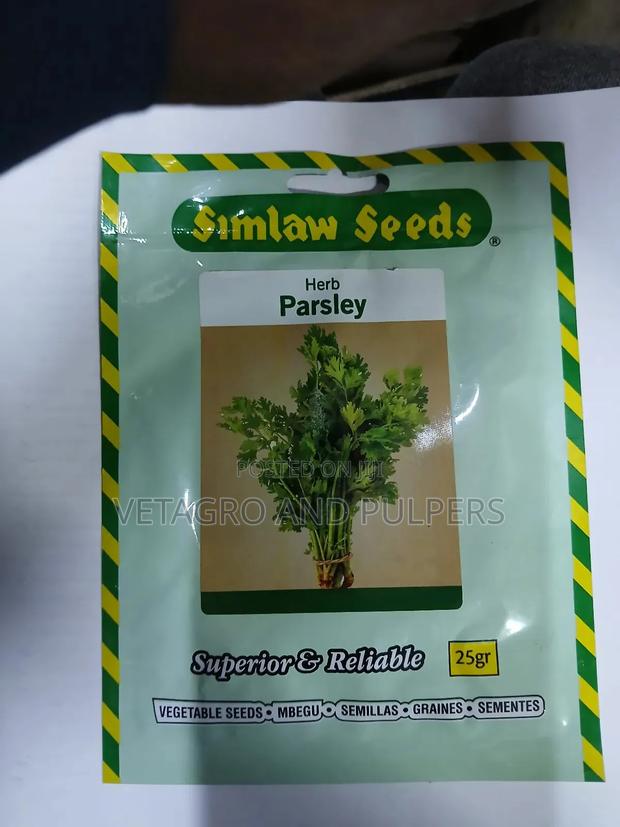 Simlaw Seeds ®
Herb
Parsley
POSTED ON JIJI
VETAGRO AND PULPERS
Superior & Reliable
25gr
VEGETABLE SEEDS • MBEGU • SEMILLAS • GRAINES • SEMENTES